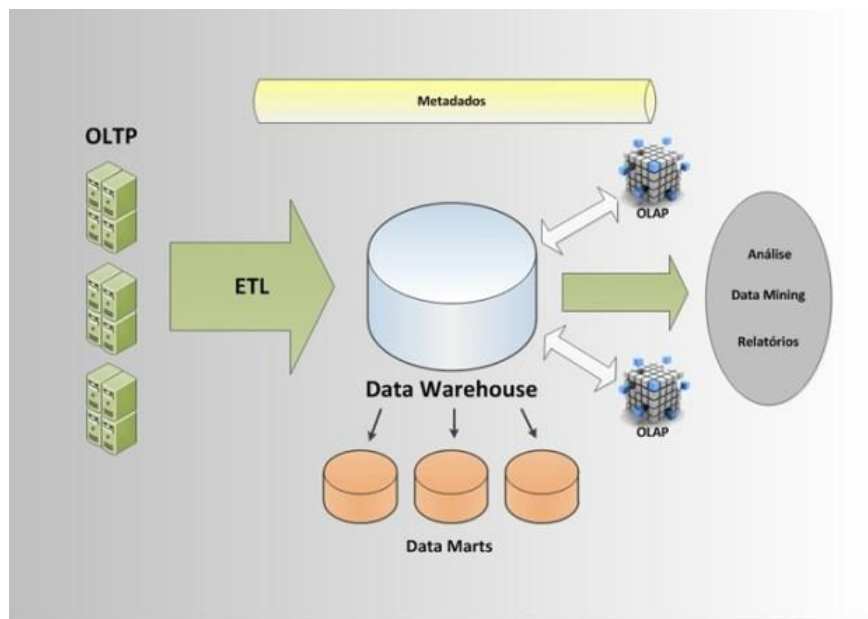 Metadados
OLTP
OLAP
ETL
Análise
Data Mining
Relatórios
Data Warehouse
OLAP
Data Marts